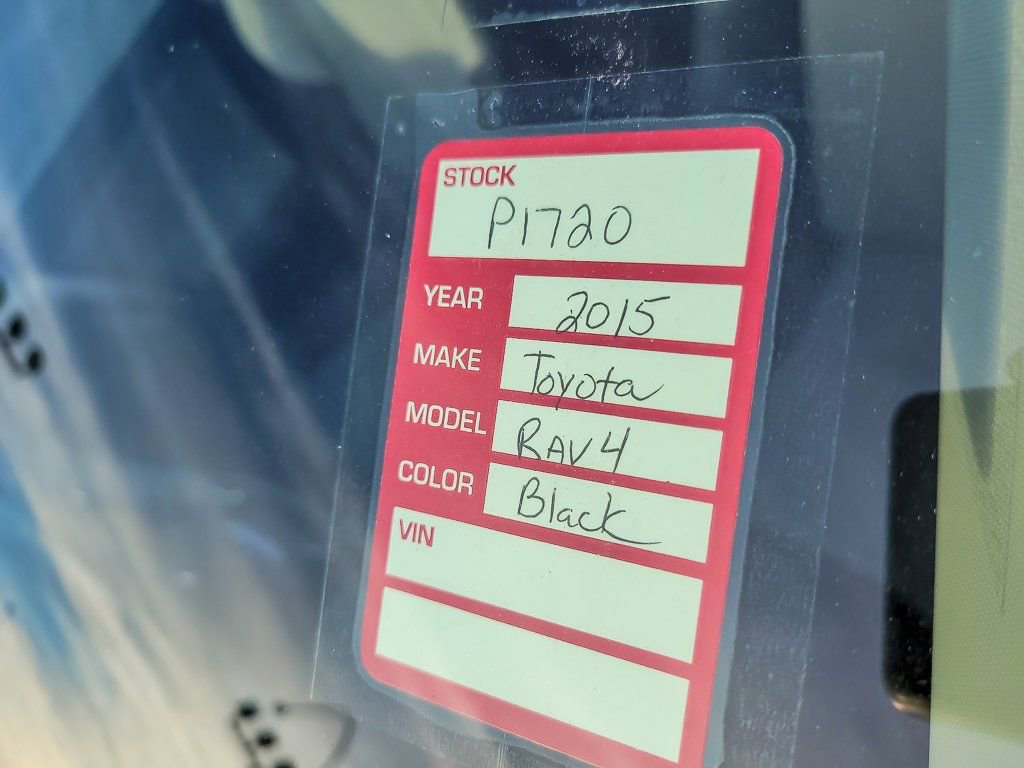 STOCK
P1720
YEAR 2015
MAKE Toyota
MODEL RAV4
COLOR Black
VIN